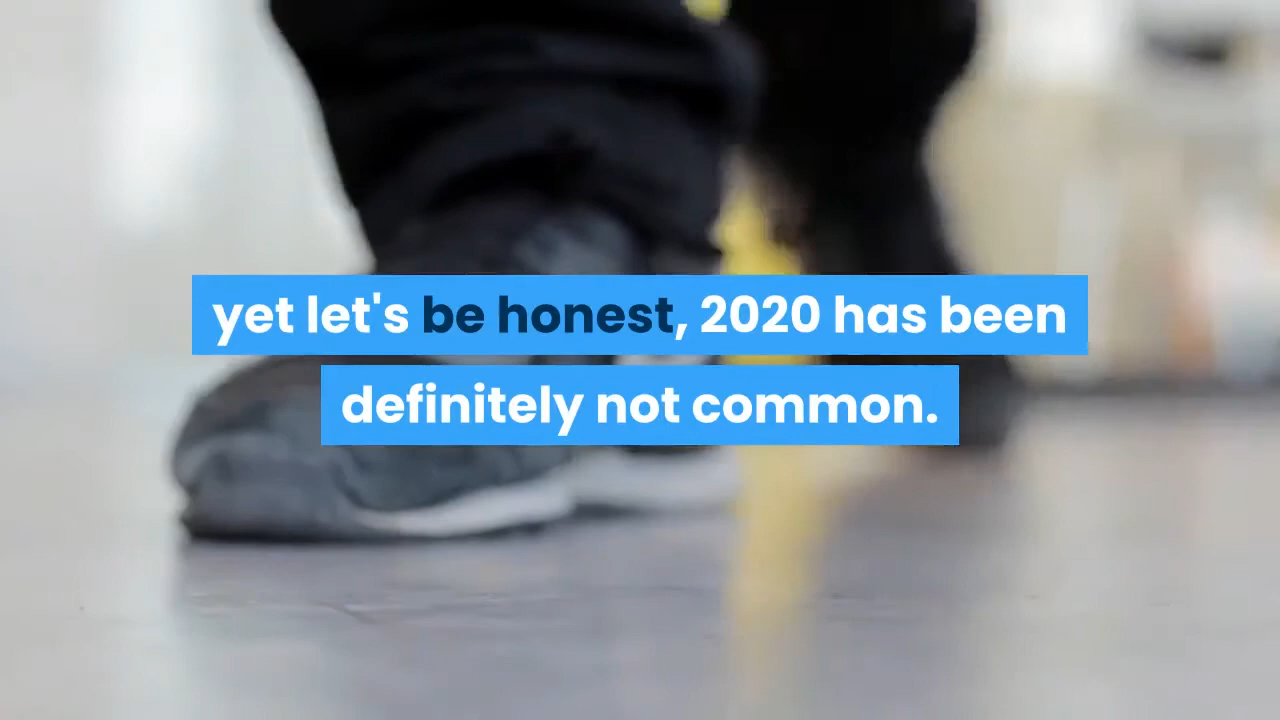 yet let's be honest, 2020 has been
definitely not common.